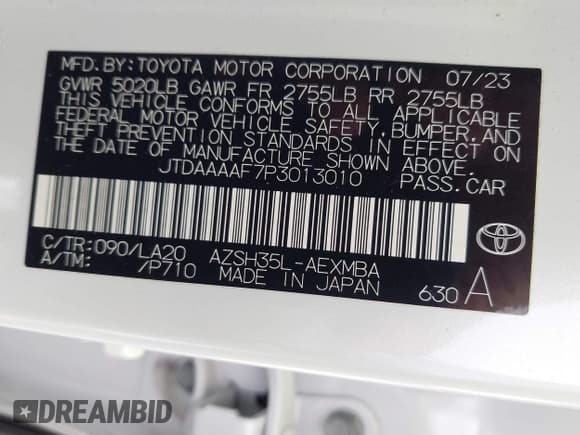 MFD. BY: TOYOTA MOTOR CORPORATION 07/23
GVWR 5020LB GAWR FR 2755LB RR 2755LB
THIS VEHICLE CONFORMS TO ALL APPLICABLE
FEDERAL MOTOR VEHICLE SAFETY, BUMPER, AND
THEFT PREVENTION STANDARDS IN EFFECT ON
THE DATE OF MANUFACTURE SHOWN ABOVE.
JTDAAAAF7P3013010 PASS. CAR
C/TR: 090/LA20 AZSH35L-AEXMBA
A/TM: /P710 MADE IN JAPAN 630 A
DREAMBID